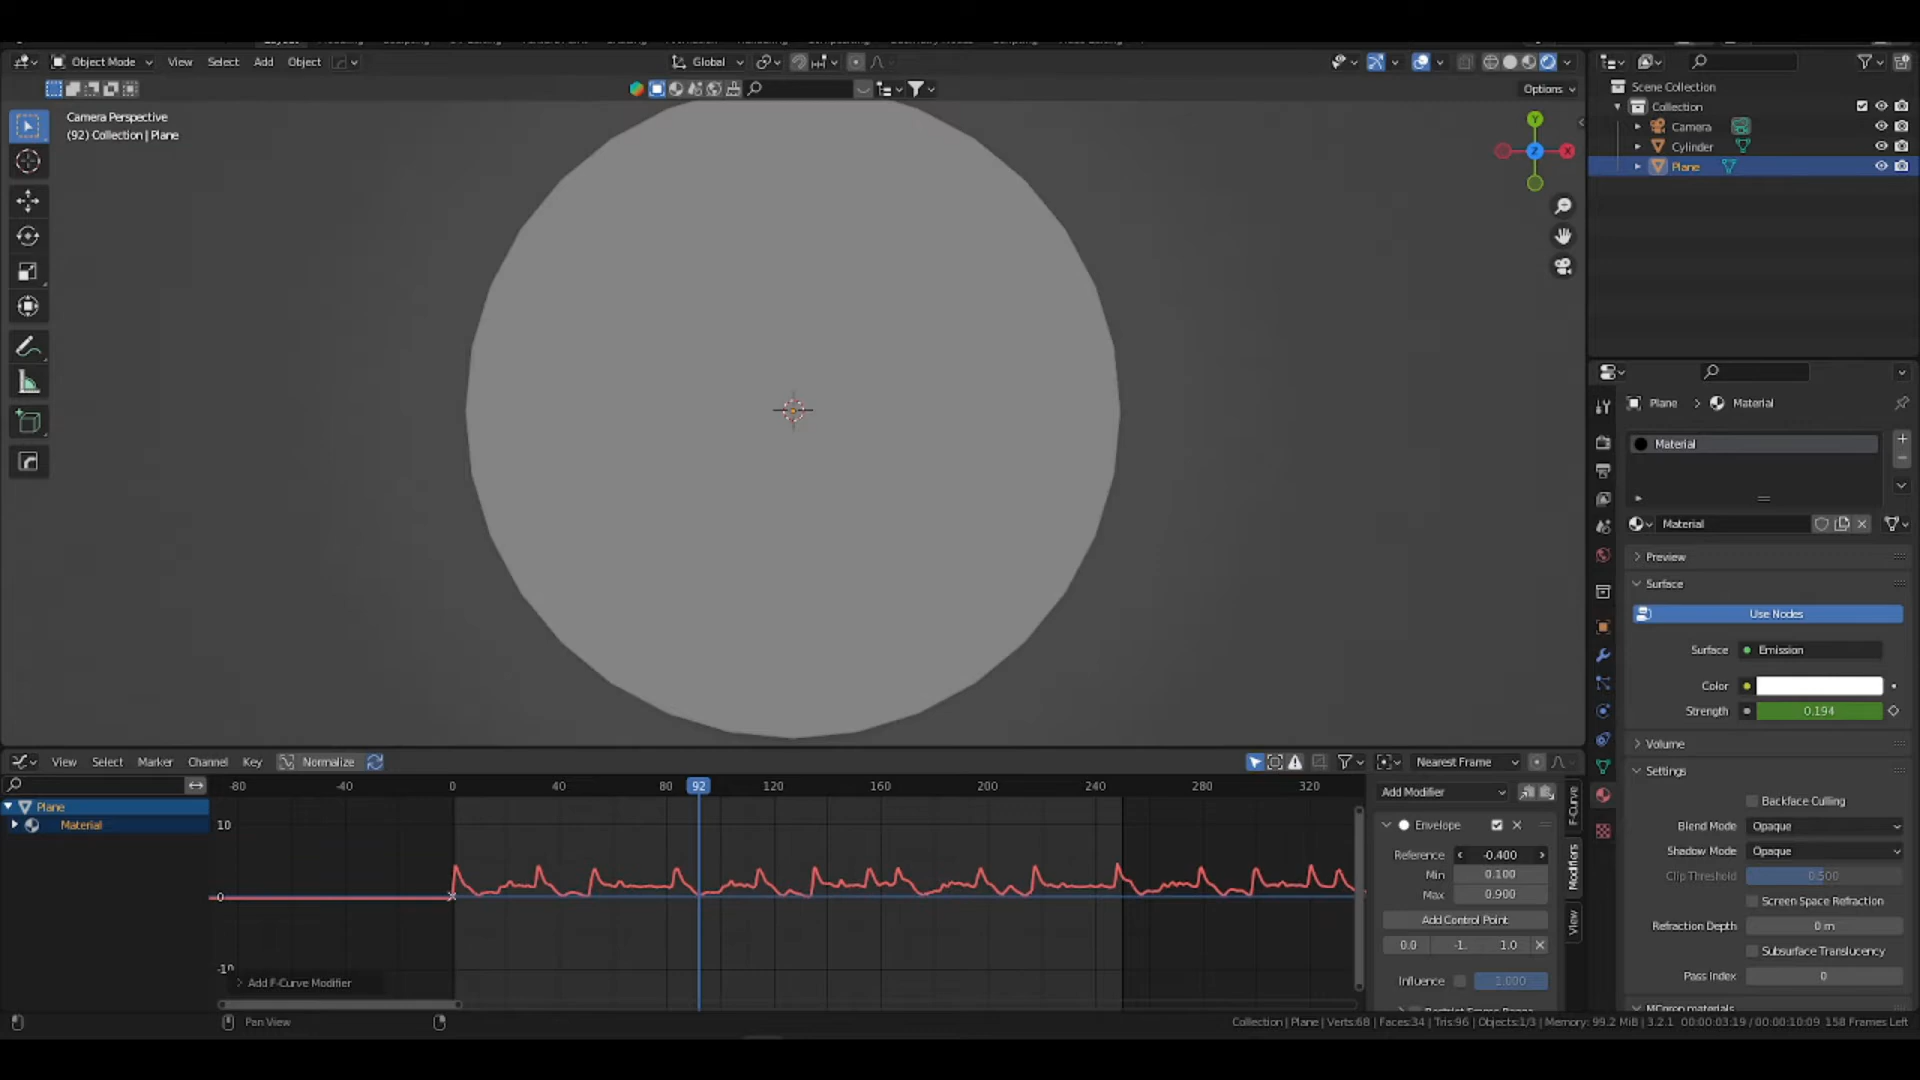 Object Mode View Select Add Object Global
Options
Camera Perspective
(92) Collection | Plane
Y
Z
X
Scene Collection
Collection
Camera
Cylinder
Plane
Plane > Material
Material
Material
Preview
Surface
Use Nodes
Surface Emission
Color
Strength 0.194
Volume
Settings
Backface Culling
Blend Mode Opaque
Shadow Mode Opaque
Clip Threshold 0.500
Screen Space Refraction
Refraction Depth 0 m
Subsurface Translucency
Pass Index 0
View Select Marker Channel Key Normalize Nearest Frame
-80 -40 0 40 80 92 120 160 200 240 280 320
Plane
Material
10
0
-10
Add F-Curve Modifier
Add Modifier
Envelope
Reference -0.400
Min 0.100
Max 0.900
Add Control Point
0.0 -1. 1.0
Influence 1.000
F-Curve
Modifiers
View
Pan View
Collection | Plane | Verts:68 | Faces:34 | Tris:96 | Objects:1/3 | Memory: 99.2 MiB | 3.2.1 00:00:03:19 / 00:00:10:09 158 Frames Left